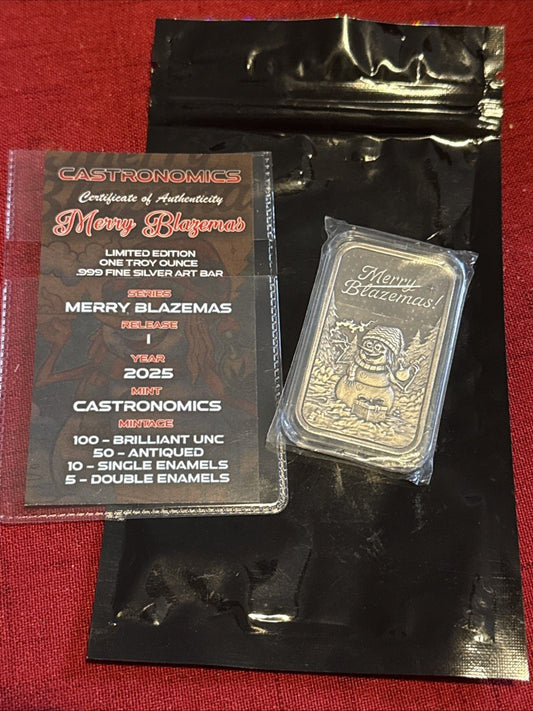 CASTRONOMICS
Certificate of Authenticity
Merry Blazemas
LIMITED EDITION
ONE TROY OUNCE
.999 FINE SILVER ART BAR
SERIES
MERRY BLAZEMAS
RELEASE
1
YEAR
2025
MINT
CASTRONOMICS
MINTAGE
100 – BRILLIANT UNC
50 – ANTIQUED
10 – SINGLE ENAMELS
5 – DOUBLE ENAMELS
Merry
Blazemas!